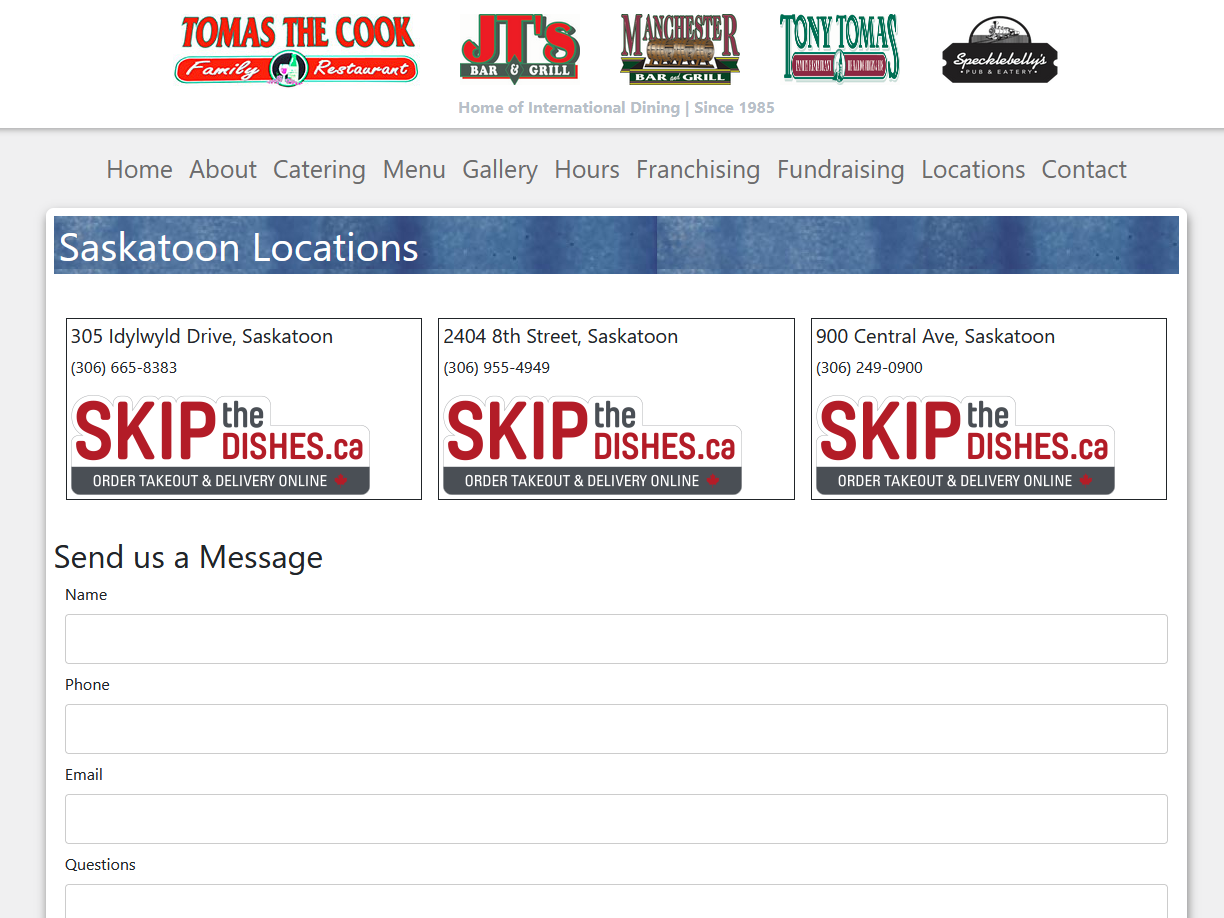 TOMAS THE COOK
Family Restaurant
JT'S
BAR & GRILL
MANCHESTER
BAR and GRILL
TONY TOMAS
Specklebelly's
PUB & EATERY
Home of International Dining | Since 1985
Home About Catering Menu Gallery Hours Franchising Fundraising Locations Contact
Saskatoon Locations
305 Idylwyld Drive, Saskatoon
(306) 665-8383
SKIP the DISHES.ca
ORDER TAKEOUT & DELIVERY ONLINE
2404 8th Street, Saskatoon
(306) 955-4949
SKIP the DISHES.ca
ORDER TAKEOUT & DELIVERY ONLINE
900 Central Ave, Saskatoon
(306) 249-0900
SKIP the DISHES.ca
ORDER TAKEOUT & DELIVERY ONLINE
Send us a Message
Name
Phone
Email
Questions